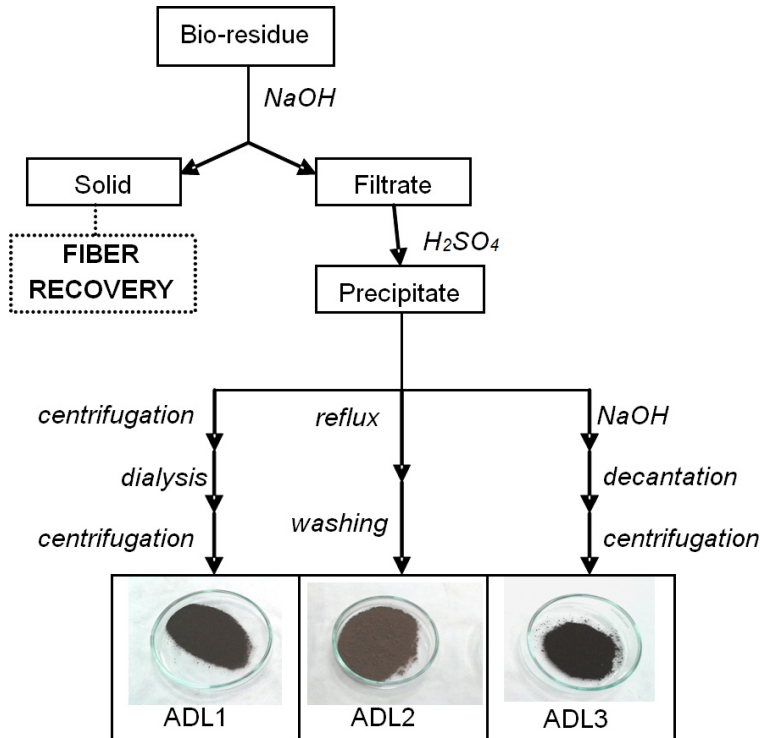 Bio-residue
NaOH
Solid
Filtrate
FIBER
RECOVERY
H₂SO₄
Precipitate
centrifugation
reflux
NaOH
dialysis
decantation
washing
centrifugation
centrifugation
ADL1
ADL2
ADL3